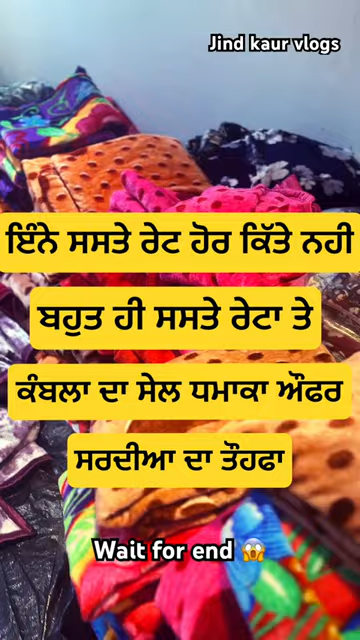 Jind kaur vlogs
ਇੰਨੇ ਸਸਤੇ ਰੇਟ ਹੋਰ ਕਿੱਤੇ ਨਹੀ
ਬਹੁਤ ਹੀ ਸਸਤੇ ਰੇਟਾ ਤੇ
ਕੰਬਲਾ ਦਾ ਸੇਲ ਧਮਾਕਾ ਔਫਰ
ਸਰਦੀਆ ਦਾ ਤੌਹਫਾ
Wait for end 😱